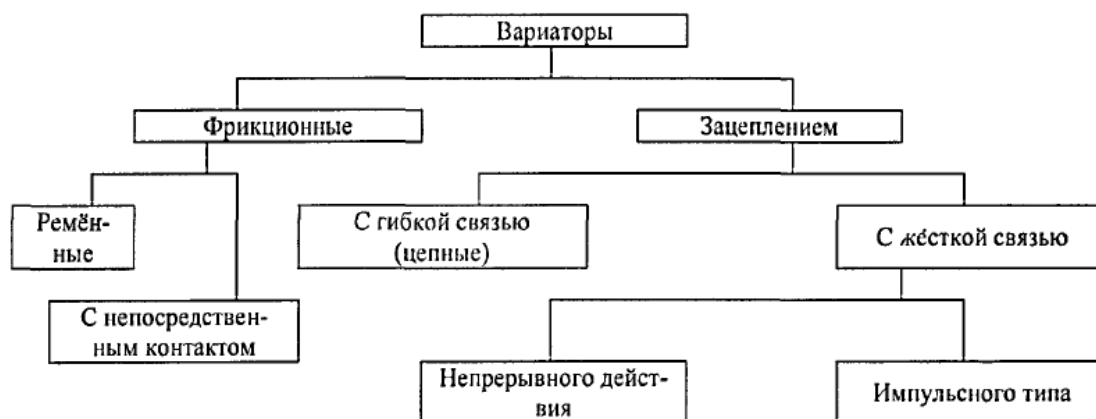 Вариаторы
Фрикционные
Зацеплением
Ремён-
ные
С гибкой связью
(цепные)
С жёсткой связью
С непосредствен-
ным контактом
Непрерывного дейст-
вия
Импульсного типа